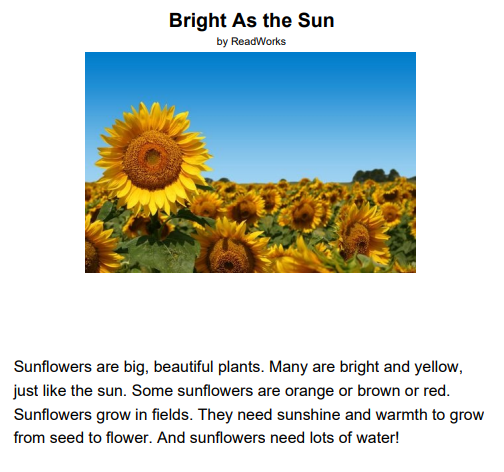 Bright As the Sun
by ReadWorks
Sunflowers are big, beautiful plants. Many are bright and yellow,
just like the sun. Some sunflowers are orange or brown or red.
Sunflowers grow in fields. They need sunshine and warmth to grow
from seed to flower. And sunflowers need lots of water!